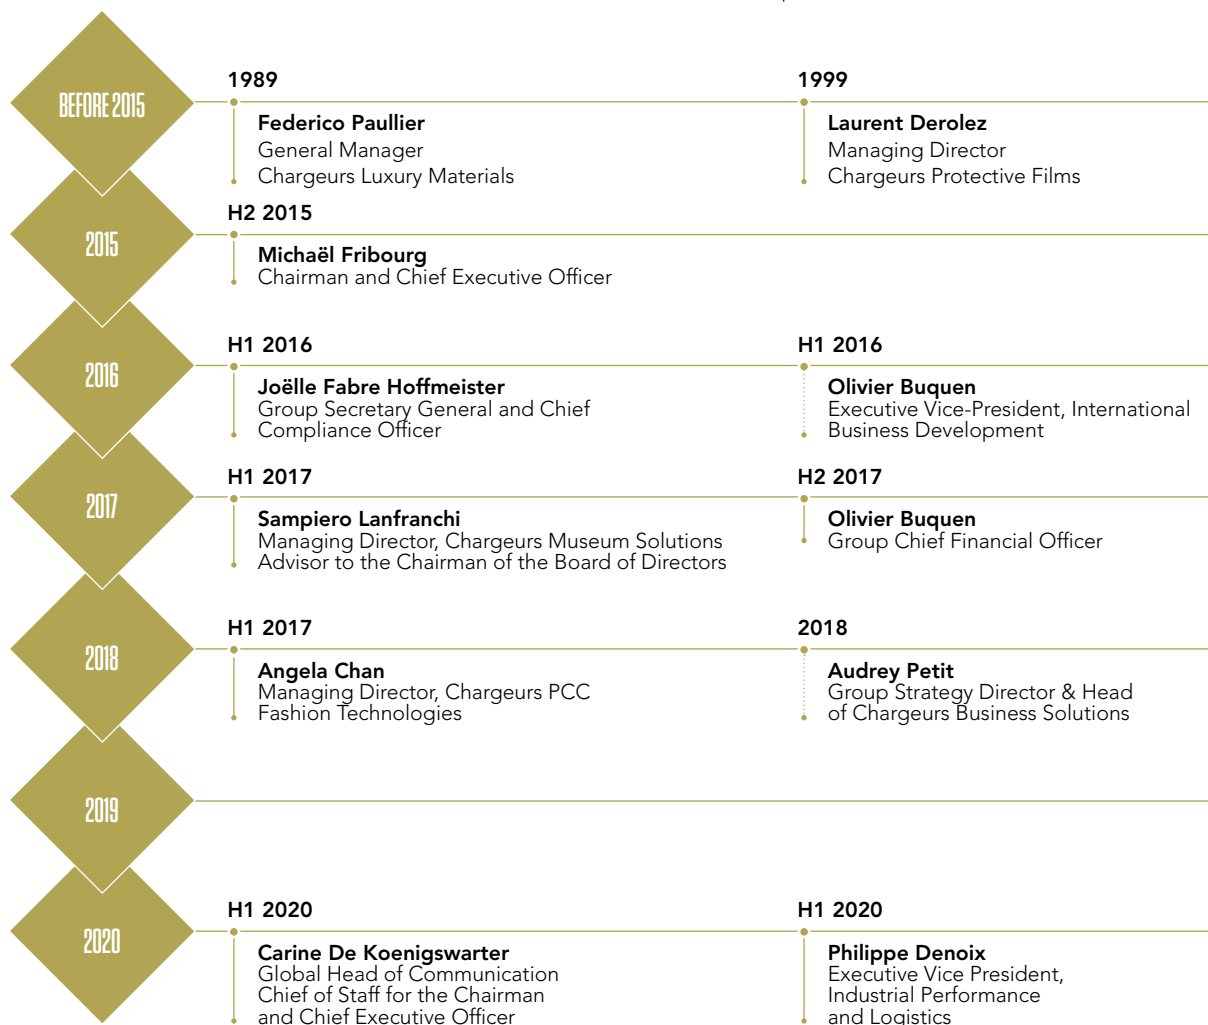 BEFORE 2015
1989
Federico Paullier
General Manager
Chargeurs Luxury Materials
1999
Laurent Derolez
Managing Director
Chargeurs Protective Films
2015
H2 2015
Michaël Fribourg
Chairman and Chief Executive Officer
2016
H1 2016
Joëlle Fabre Hoffmeister
Group Secretary General and Chief
Compliance Officer
H1 2016
Olivier Buquen
Executive Vice-President, International
Business Development
2017
H1 2017
Sampiero Lanfranchi
Managing Director, Chargeurs Museum Solutions
Advisor to the Chairman of the Board of Directors
H2 2017
Olivier Buquen
Group Chief Financial Officer
2018
H1 2017
Angela Chan
Managing Director, Chargeurs PCC
Fashion Technologies
2018
Audrey Petit
Group Strategy Director & Head
of Chargeurs Business Solutions
2019
2020
H1 2020
Carine De Koenigswarter
Global Head of Communication
Chief of Staff for the Chairman
and Chief Executive Officer
H1 2020
Philippe Denoix
Executive Vice President,
Industrial Performance
and Logistics